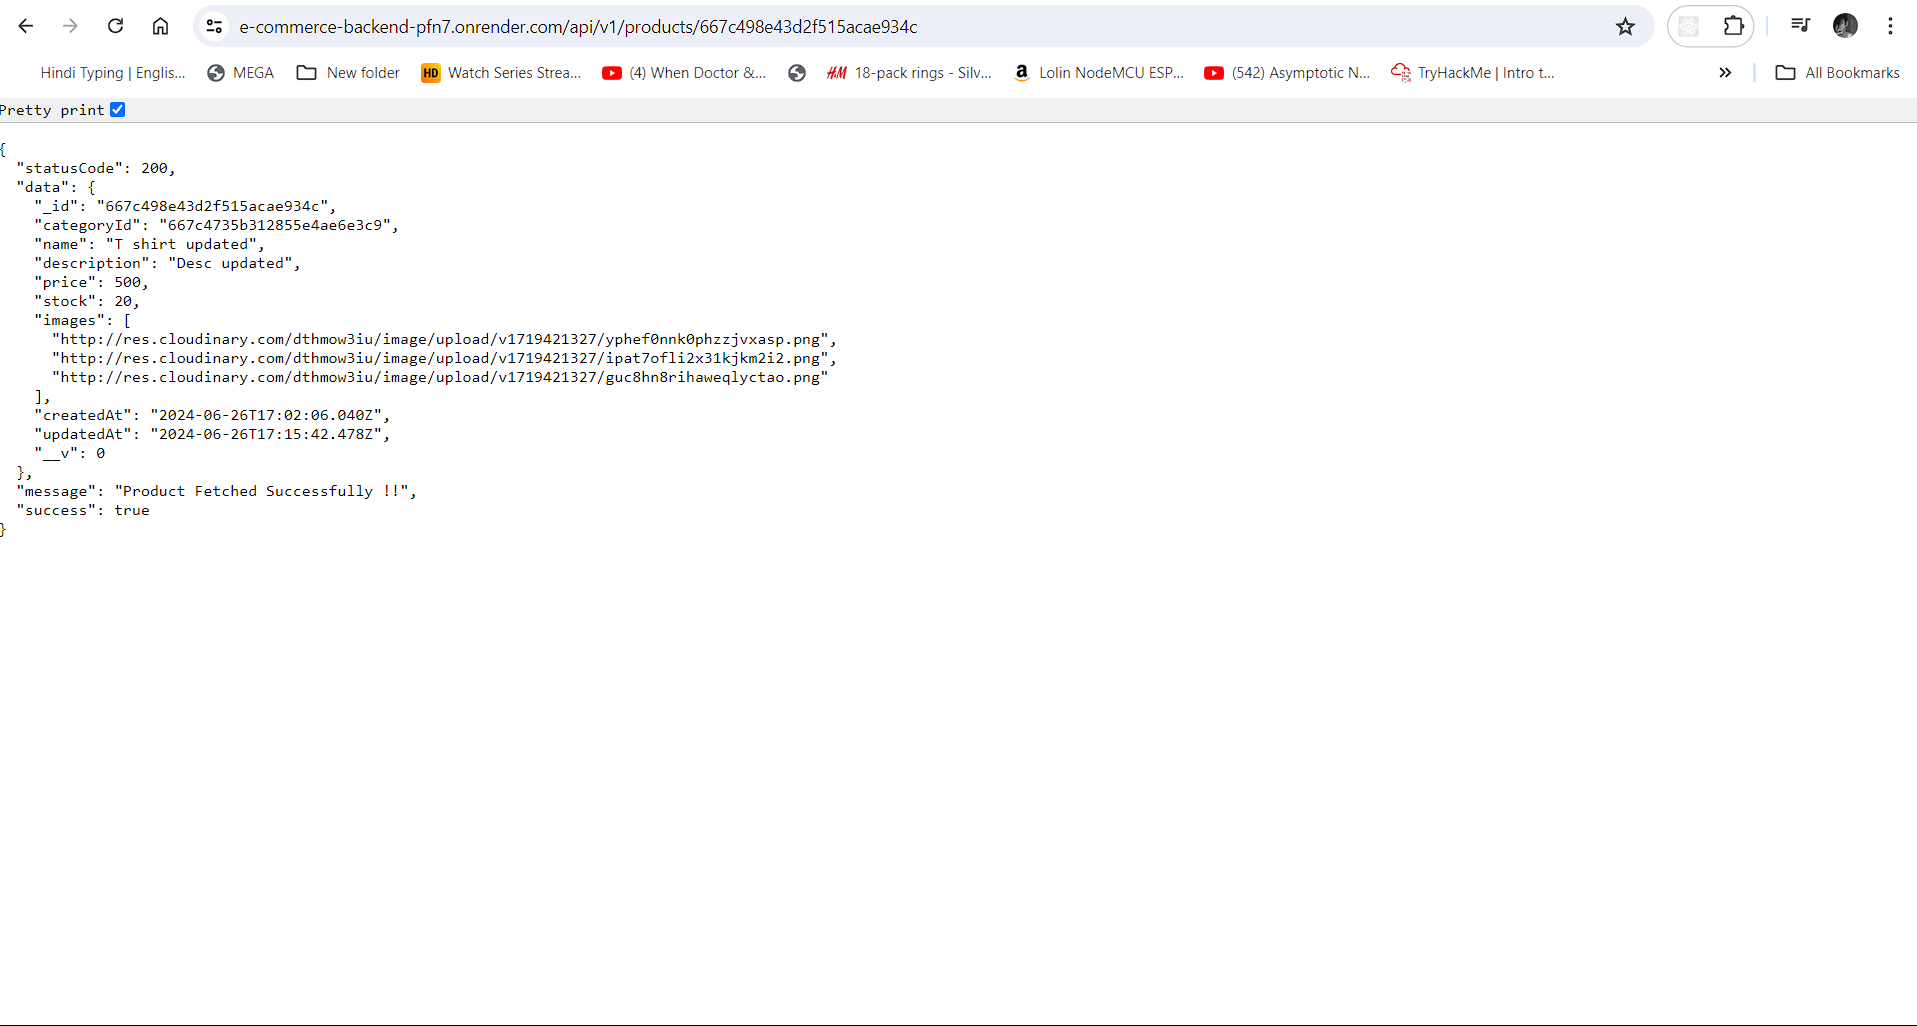 e-commerce-backend-pfn7.onrender.com/api/v1/products/667c498e43d2f515acae934c
Hindi Typing | Englis... MEGA New folder HD Watch Series Strea... (4) When Doctor &... H&M 18-pack rings - Silv... a Lolin NodeMCU ESP... (542) Asymptotic N... TryHackMe | Intro t... » All Bookmarks
Pretty print
{
  "statusCode": 200,
  "data": {
    "_id": "667c498e43d2f515acae934c",
    "categoryId": "667c4735b312855e4ae6e3c9",
    "name": "T shirt updated",
    "description": "Desc updated",
    "price": 500,
    "stock": 20,
    "images": [
      "http://res.cloudinary.com/dthmow3iu/image/upload/v1719421327/yphef0nnk0phzzjvxasp.png",
      "http://res.cloudinary.com/dthmow3iu/image/upload/v1719421327/ipat7ofli2x31kjkm2i2.png",
      "http://res.cloudinary.com/dthmow3iu/image/upload/v1719421327/guc8hn8rihaweqlyctao.png"
    ],
    "createdAt": "2024-06-26T17:02:06.040Z",
    "updatedAt": "2024-06-26T17:15:42.478Z",
    "__v": 0
  },
  "message": "Product Fetched Successfully !!",
  "success": true
}